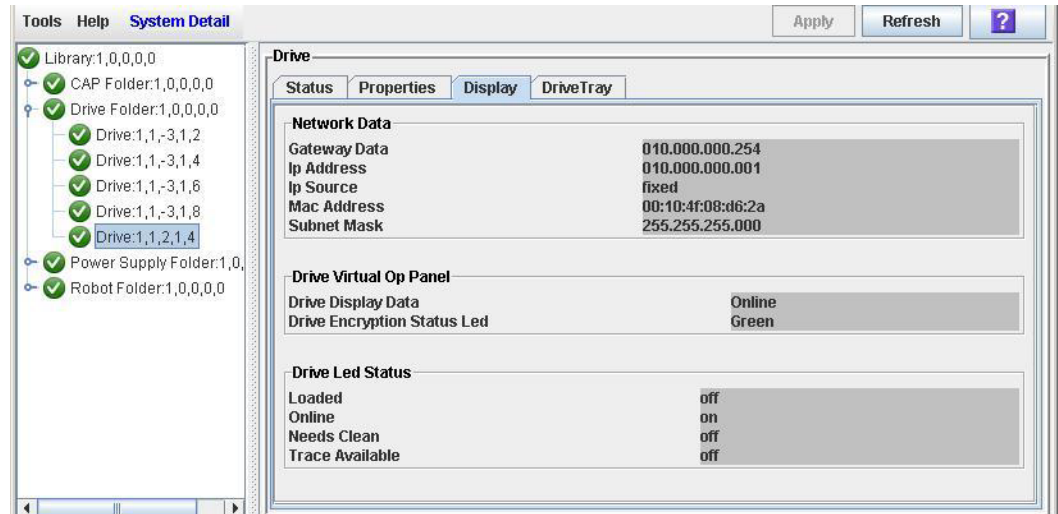 Tools Help System Detail Apply Refresh ?
Library:1,0,0,0,0
CAP Folder:1,0,0,0,0
Drive Folder:1,0,0,0,0
Drive:1,1,-3,1,2
Drive:1,1,-3,1,4
Drive:1,1,-3,1,6
Drive:1,1,-3,1,8
Drive:1,1,2,1,4
Power Supply Folder:1,0,
Robot Folder:1,0,0,0,0
Drive
Status Properties Display DriveTray
Network Data
Gateway Data 010.000.000.254
Ip Address 010.000.000.001
Ip Source fixed
Mac Address 00:10:4f:08:d6:2a
Subnet Mask 255.255.255.000
Drive Virtual Op Panel
Drive Display Data Online
Drive Encryption Status Led Green
Drive Led Status
Loaded off
Online on
Needs Clean off
Trace Available off